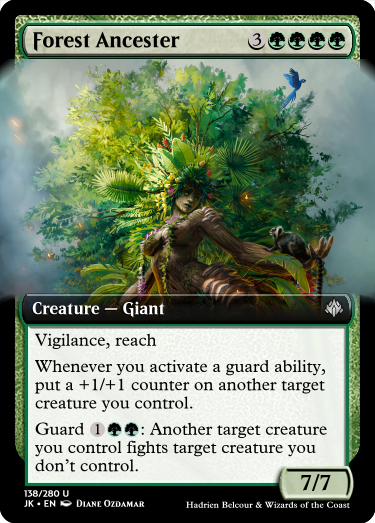 Forest Ancester 3
Creature — Giant
Vigilance, reach
Whenever you activate a guard ability,
put a +1/+1 counter on another target
creature you control.
Guard 1: Another target creature
you control fights target creature you
don't control.
7/7
138/280 U
JK • EN Diane Ozdamar
Hadrien Belcour & Wizards of the Coast